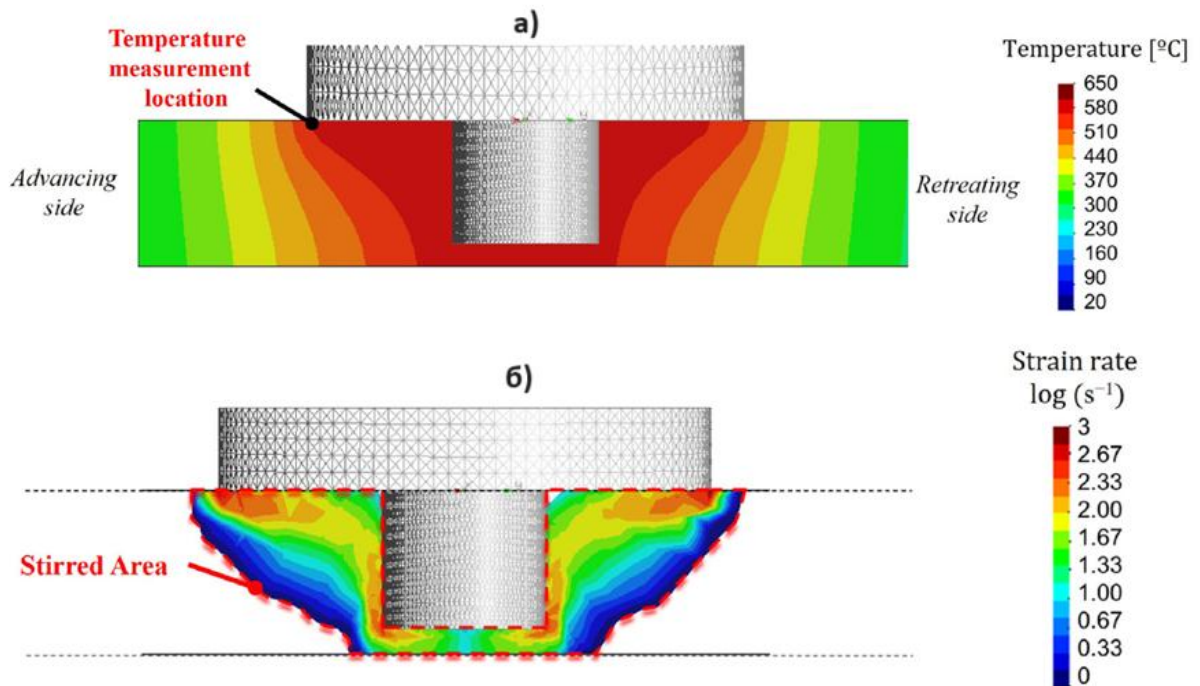 а)
Temperature
measurement
location
Advancing
side
Retreating
side
Temperature [ºC]
650
580
510
440
370
300
230
160
90
20
б)
Stirred Area
Strain rate
log (s⁻¹)
3
2.67
2.33
2.00
1.33
1.00
0.67
0.33
0